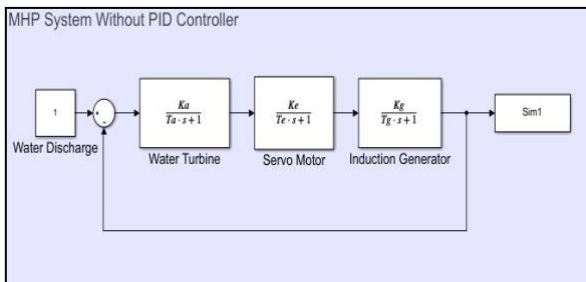 MHP System Without PID Controller
1
+
-
Water Discharge
Ka
Ta · s + 1
Water Turbine
Ke
Te · s + 1
Servo Motor
Kg
Tg · s + 1
Induction Generator
Sim1